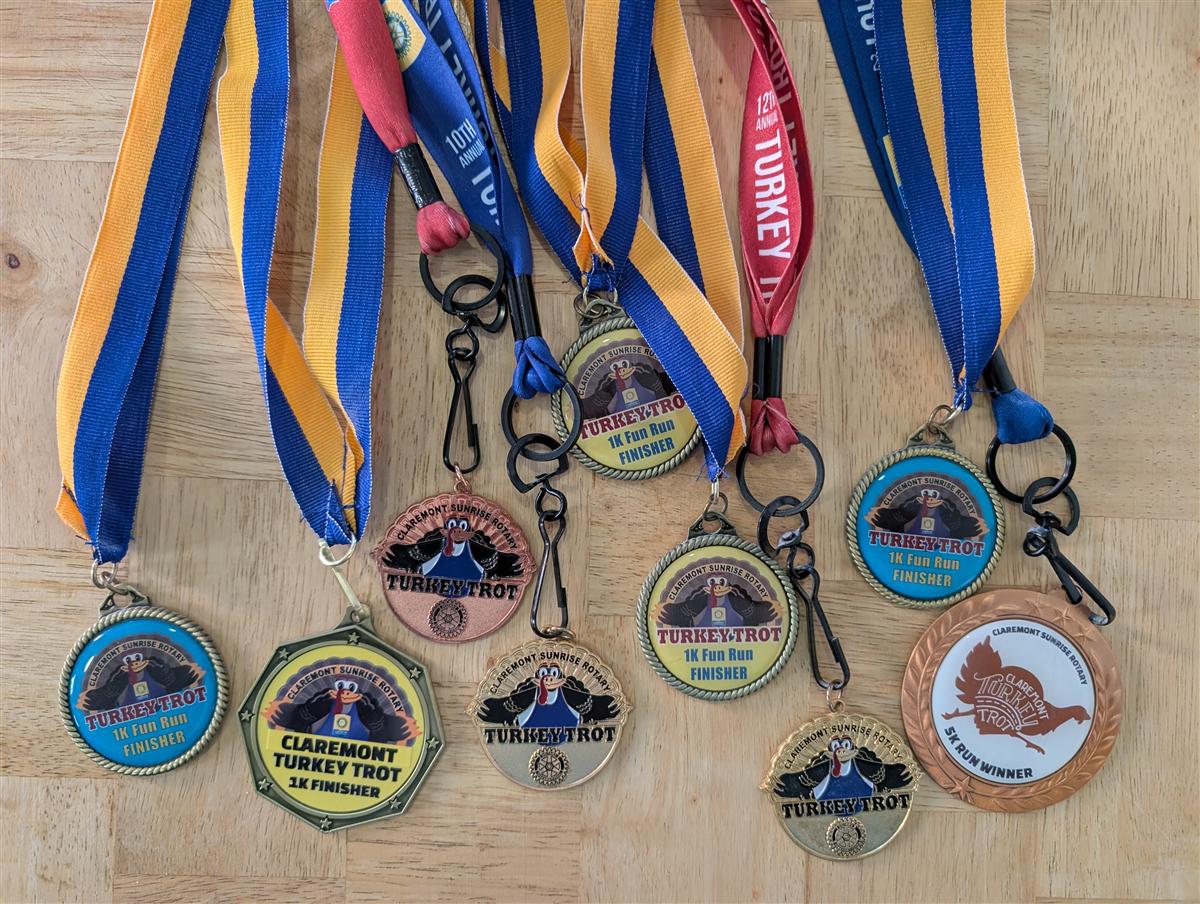 10TH
ANNUAL
12TH
ANNUAL
TURKEY
CLAREMONT SUNRISE
TURKEY TRO
1K Fun Run
FINISHER
CLAREMONT SUNRISE ROTARY
TURKEY TROT
CLAREMONT SUNRISE ROTARY
TURKEY TROT
1K Fun Run
FINISHER
CLAREMONT SUNRISE ROTARY
TURKEY TROT
1K Fun Run
FINISHER
CLAREMONT SUNRISE ROTARY
TURKEY TROT
1K Fun Run
FINISHER
CLAREMONT SUNRISE ROTARY
CLAREMONT
TURKEY TROT
1K FINISHER
CLAREMONT SUNRISE ROTARY
TURKEY TROT
CLAREMONT SUNRISE ROTARY
TURKEY TROT
CLAREMONT SUNRISE ROTARY
CLAREMONT
TURKEY
TROT
5K RUN WINNER